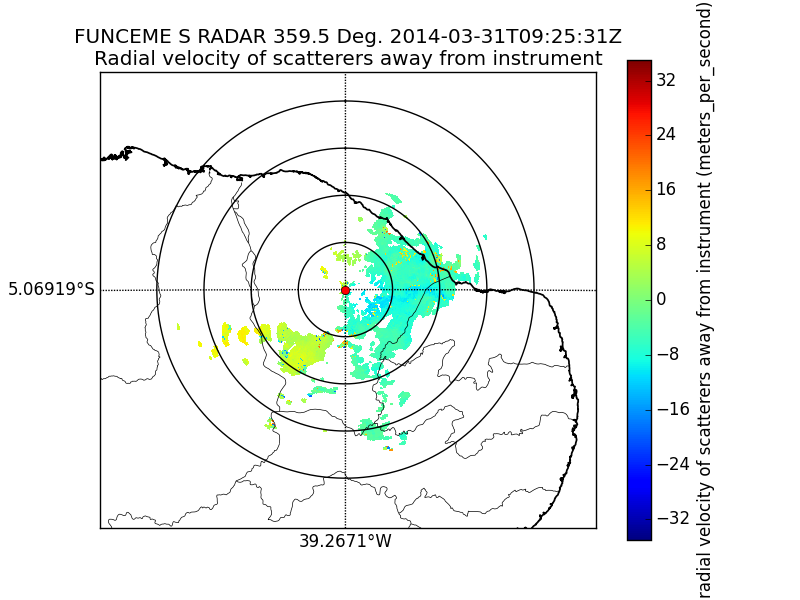 FUNCEME S RADAR 359.5 Deg. 2014-03-31T09:25:31Z
Radial velocity of scatterers away from instrument
5.06919°S
39.2671°W
32
24
16
8
0
−8
−16
−24
−32
radial velocity of scatterers away from instrument (meters_per_second)